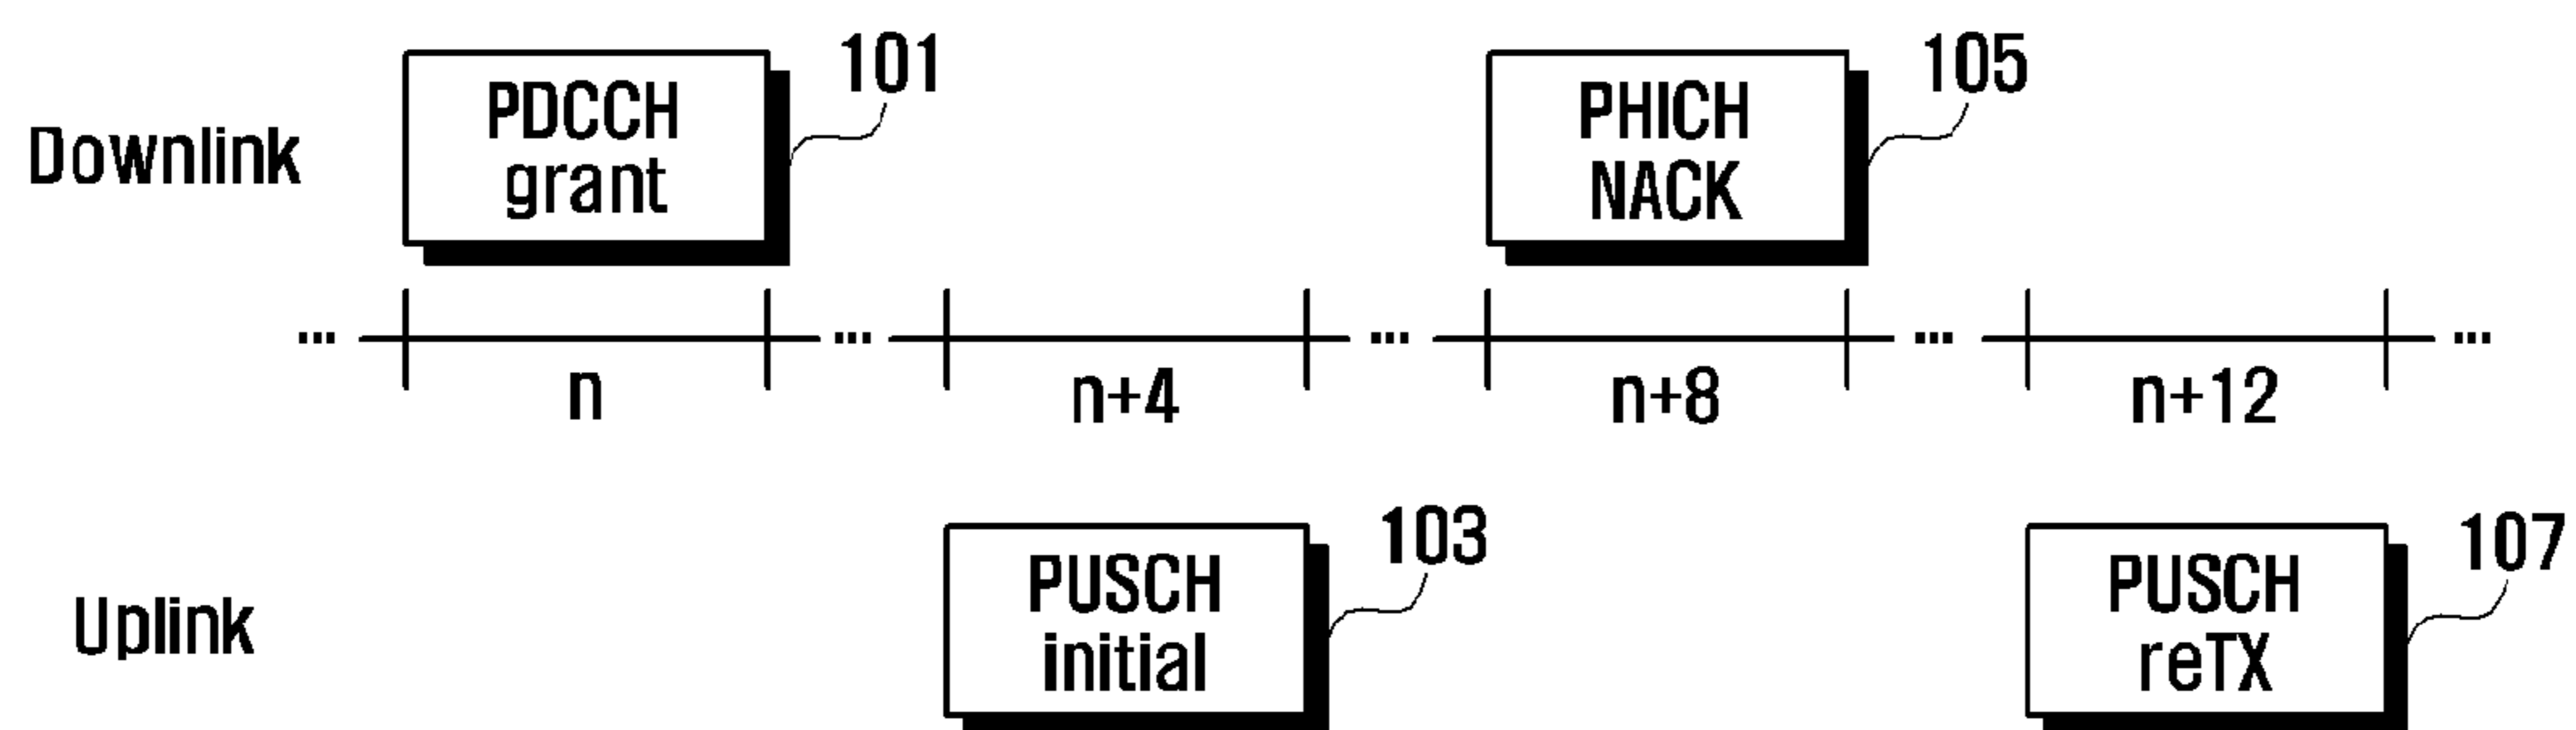 PDCCH
grant
101
PHICH
NACK
105
Downlink
... n ... n+4 ... n+8 ... n+12 ...
PUSCH
initial
103
PUSCH
reTX
107
Uplink